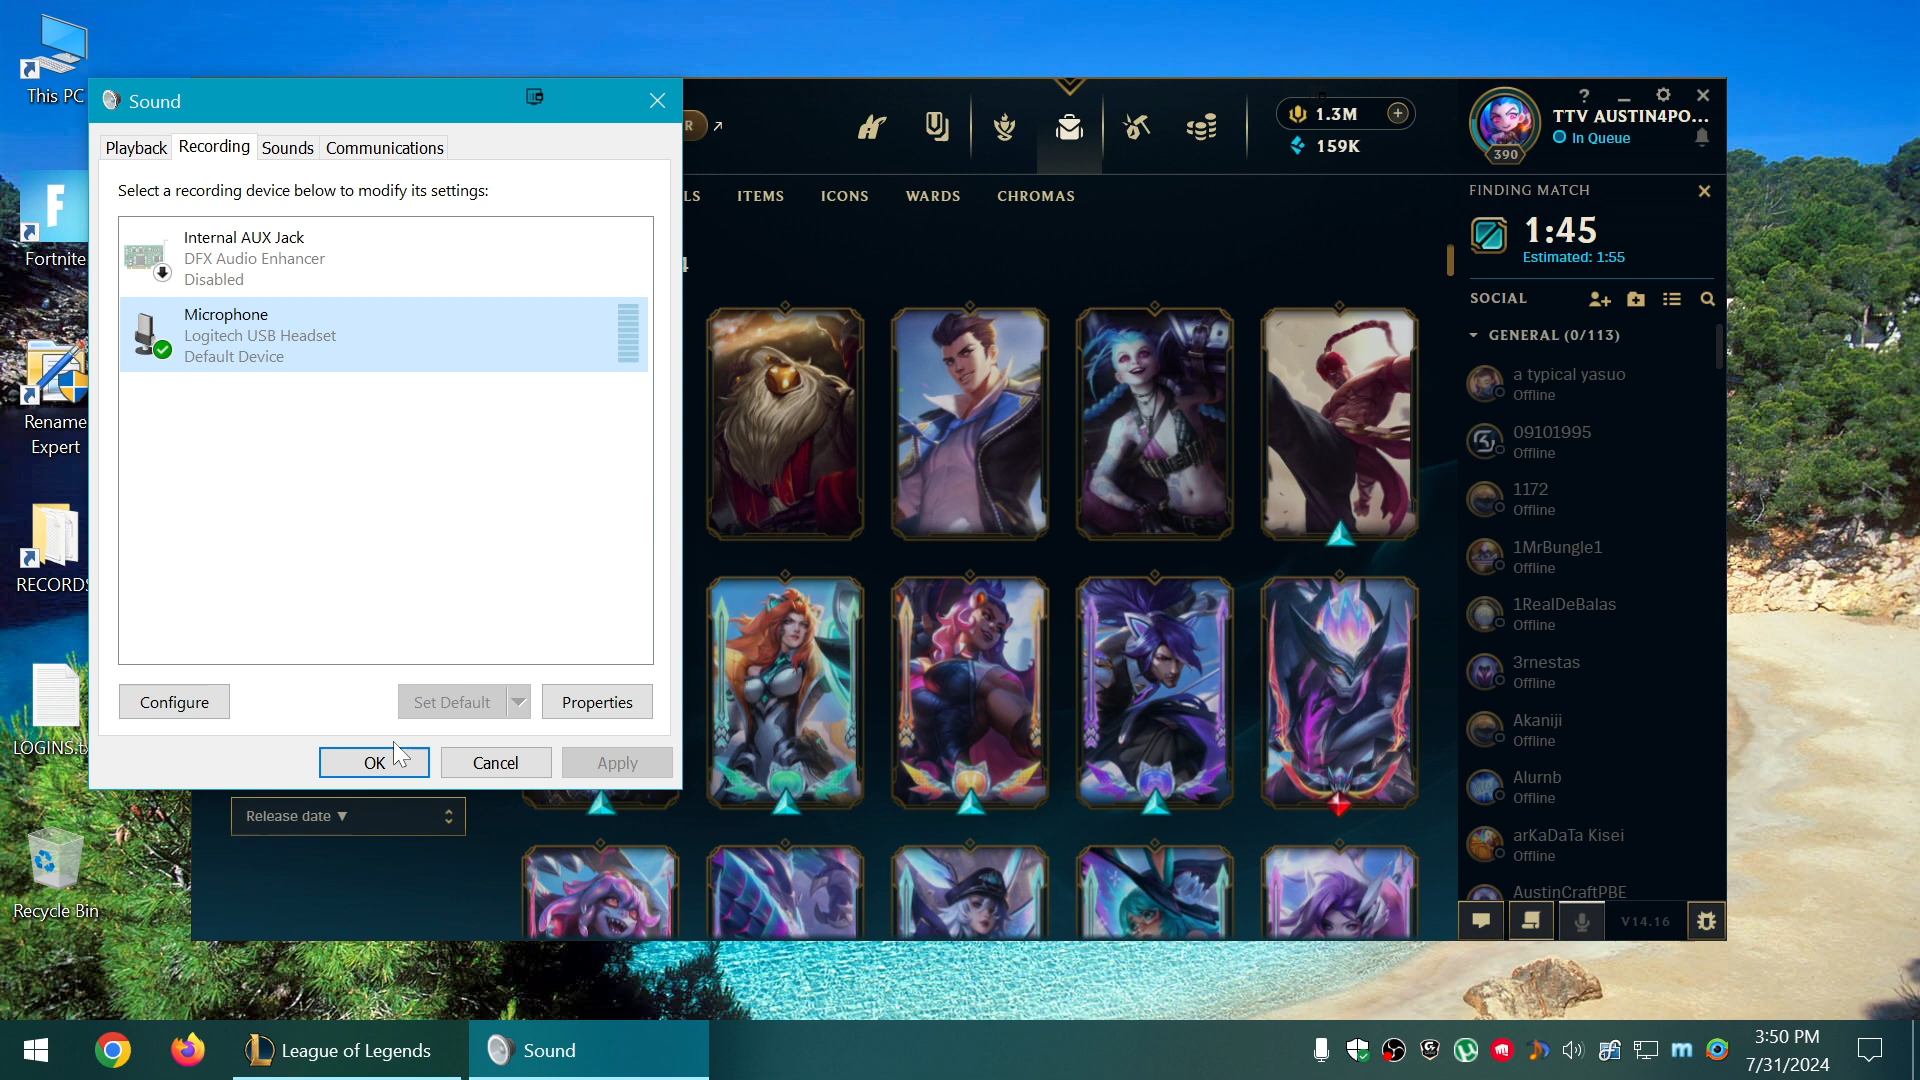 This PC
Fortnite
Rename
Expert
RECORDS
LOGINS.t
Recycle Bin
Sound
Playback
Recording
Sounds
Communications
Select a recording device below to modify its settings:
Internal AUX Jack
DFX Audio Enhancer
Disabled
Microphone
Logitech USB Headset
Default Device
Configure
Set Default
Properties
OK
Cancel
Apply
R
1.3M
159K
390
TTV AUSTIN4PO...
In Queue
LS
ITEMS
ICONS
WARDS
CHROMAS
FINDING MATCH
1:45
Estimated: 1:55
SOCIAL
GENERAL (0/113)
a typical yasuo
Offline
09101995
Offline
1172
Offline
1MrBungle1
Offline
1RealDeBalas
Offline
3rnestas
Offline
Akaniji
Offline
Alurnb
Offline
arKaDaTa Kisei
Offline
AustinCraftPBE
V14.16
Release date ▼
League of Legends
Sound
3:50 PM
7/31/2024